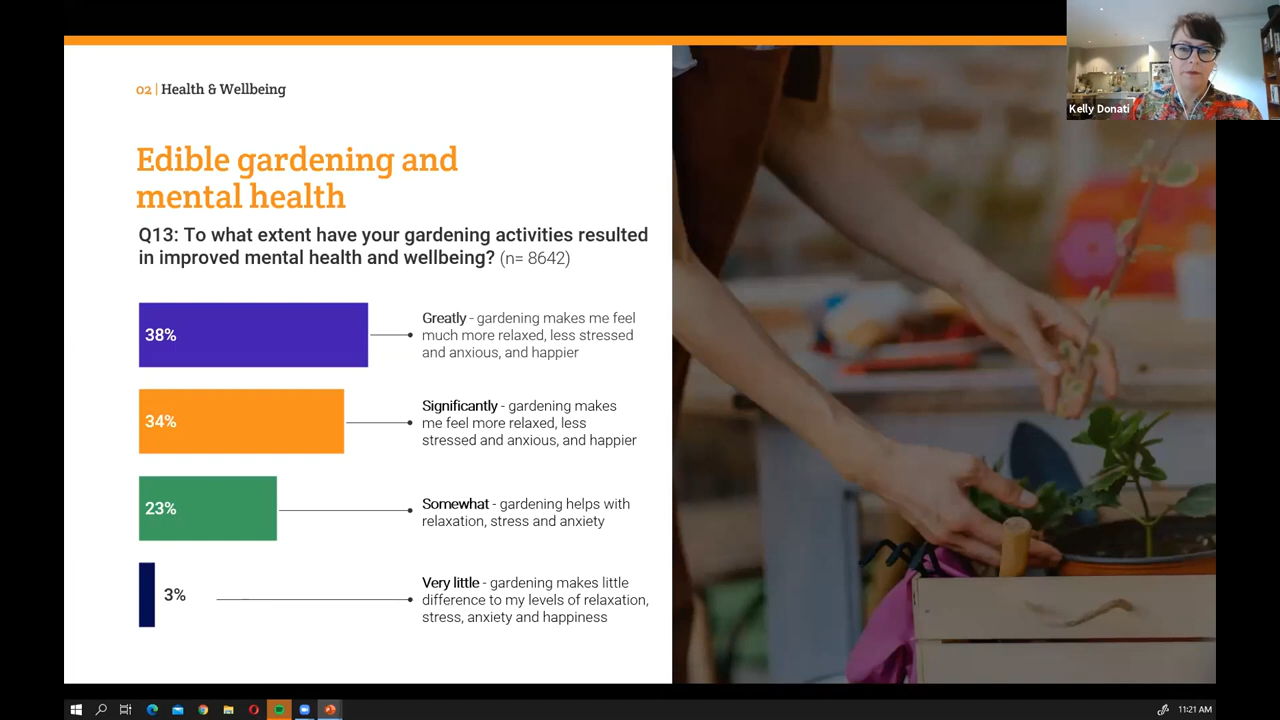 02 | Health & Wellbeing
Edible gardening and
mental health
Q13: To what extent have your gardening activities resulted
in improved mental health and wellbeing? (n= 8642)
38%
Greatly - gardening makes me feel
much more relaxed, less stressed
and anxious, and happier
34%
Significantly - gardening makes
me feel more relaxed, less
stressed and anxious, and happier
23%
Somewhat - gardening helps with
relaxation, stress and anxiety
3%
Very little - gardening makes little
difference to my levels of relaxation,
stress, anxiety and happiness
Kelly Donati
11:21 AM